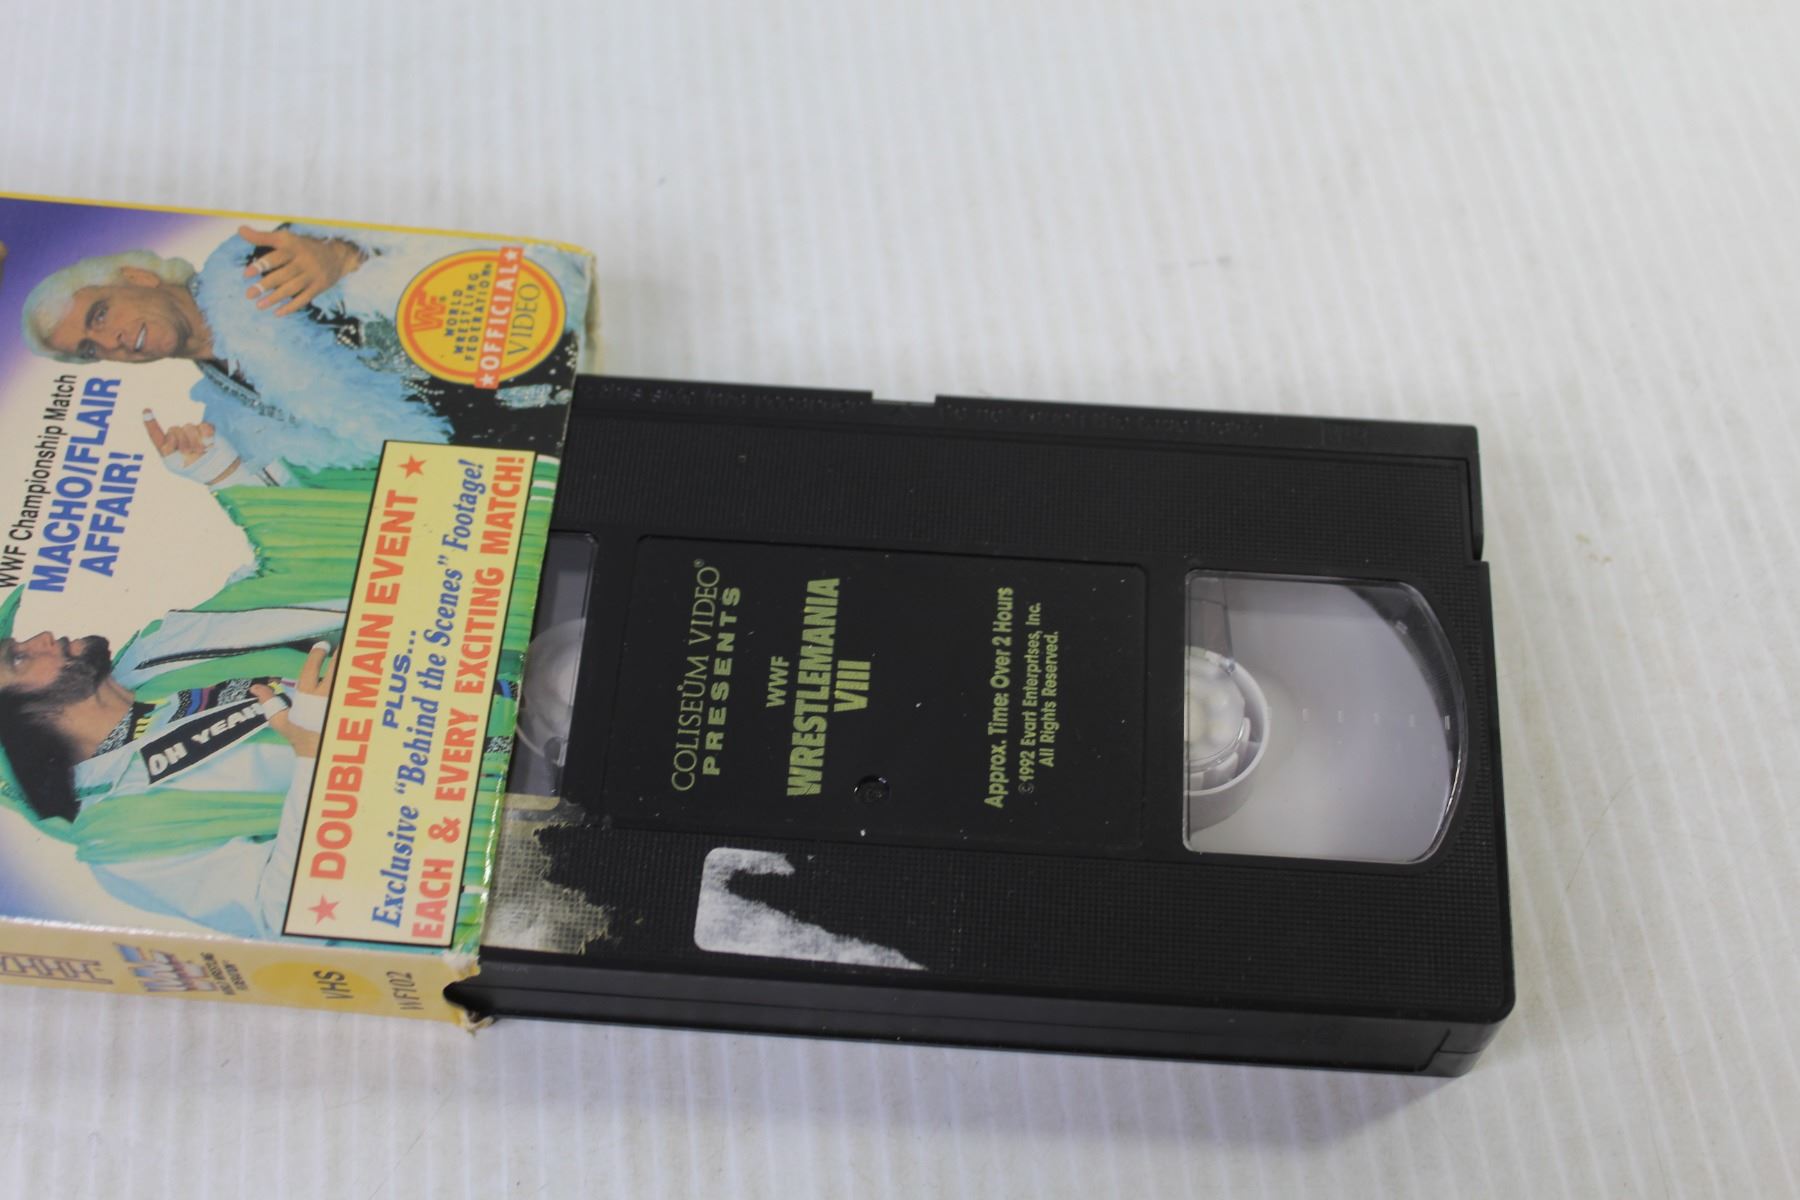 WWF Championship Match
MACHO/FLAIR
AFFAIR!
WF
WORLD
WRESTLING
FEDERATION®
★OFFICIAL★
VIDEO
OH YEAH
★ DOUBLE MAIN EVENT ★
PLUS...
Exclusive "Behind the Scenes" Footage!
EACH & EVERY EXCITING MATCH!
VHS
WF102
COLISEÙM VIDEO®
PRESENTS
WWF
WRESTLEMANIA
VIII
Approx. Time: Over 2 Hours
©1992 Evart Enterprises, Inc.
All Rights Reserved.